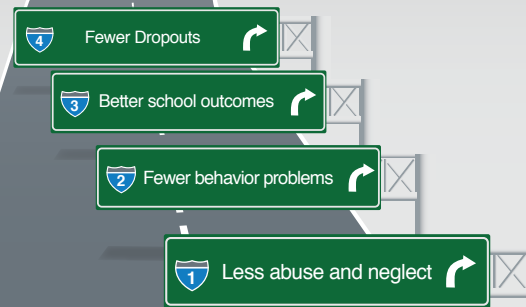 4 Fewer Dropouts
3 Better school outcomes
2 Fewer behavior problems
1 Less abuse and neglect